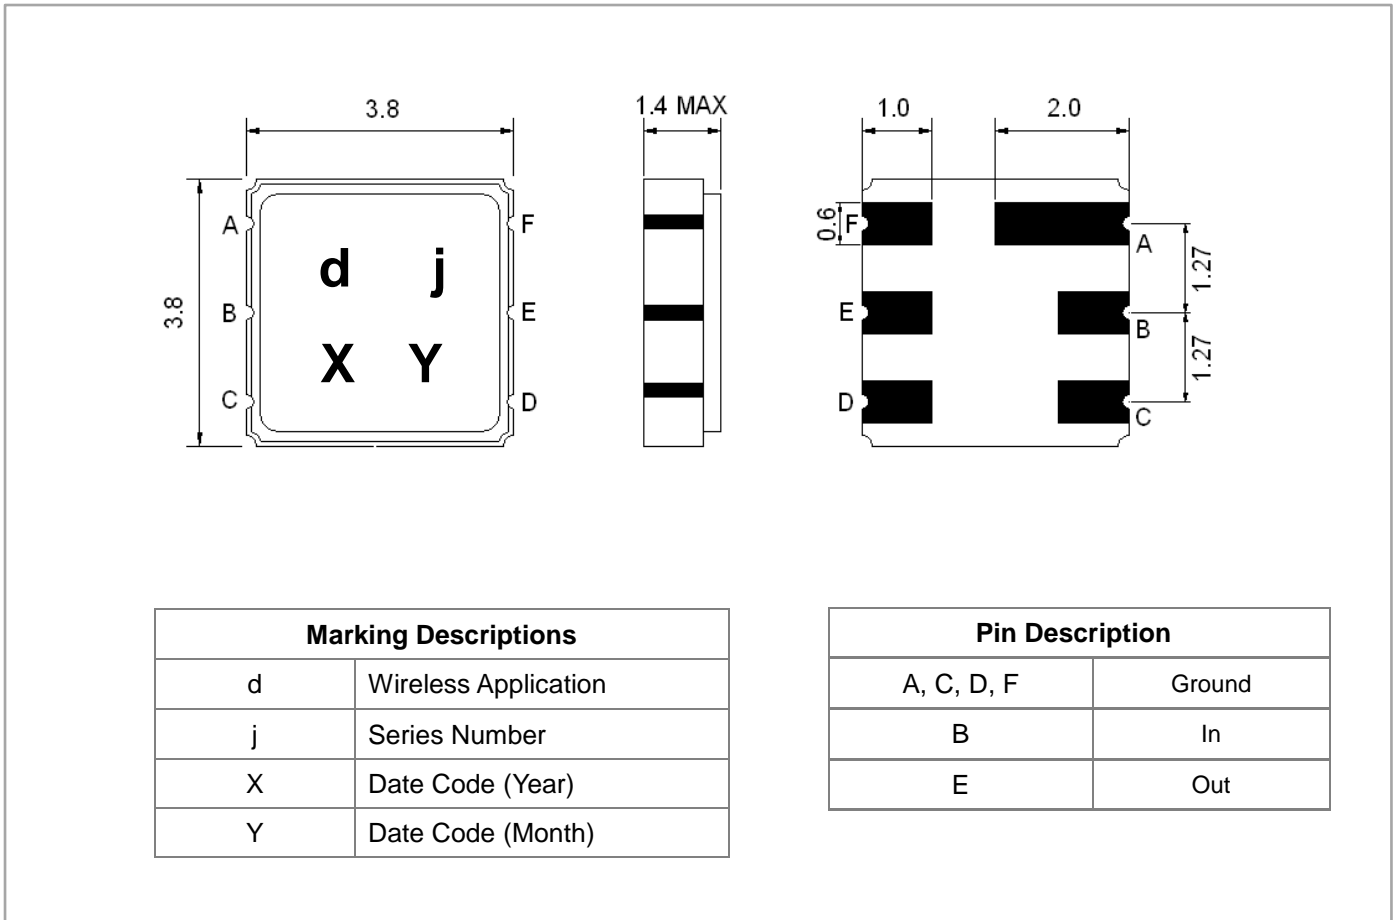 3.8
1.4 MAX
1.0
2.0
3.8
A
B
C
F
E
D
d j
X Y
0.6
F
E
D
A
B
C
1.27
1.27
Marking Descriptions
d Wireless Application
j Series Number
X Date Code (Year)
Y Date Code (Month)
Pin Description
A, C, D, F Ground
B In
E Out